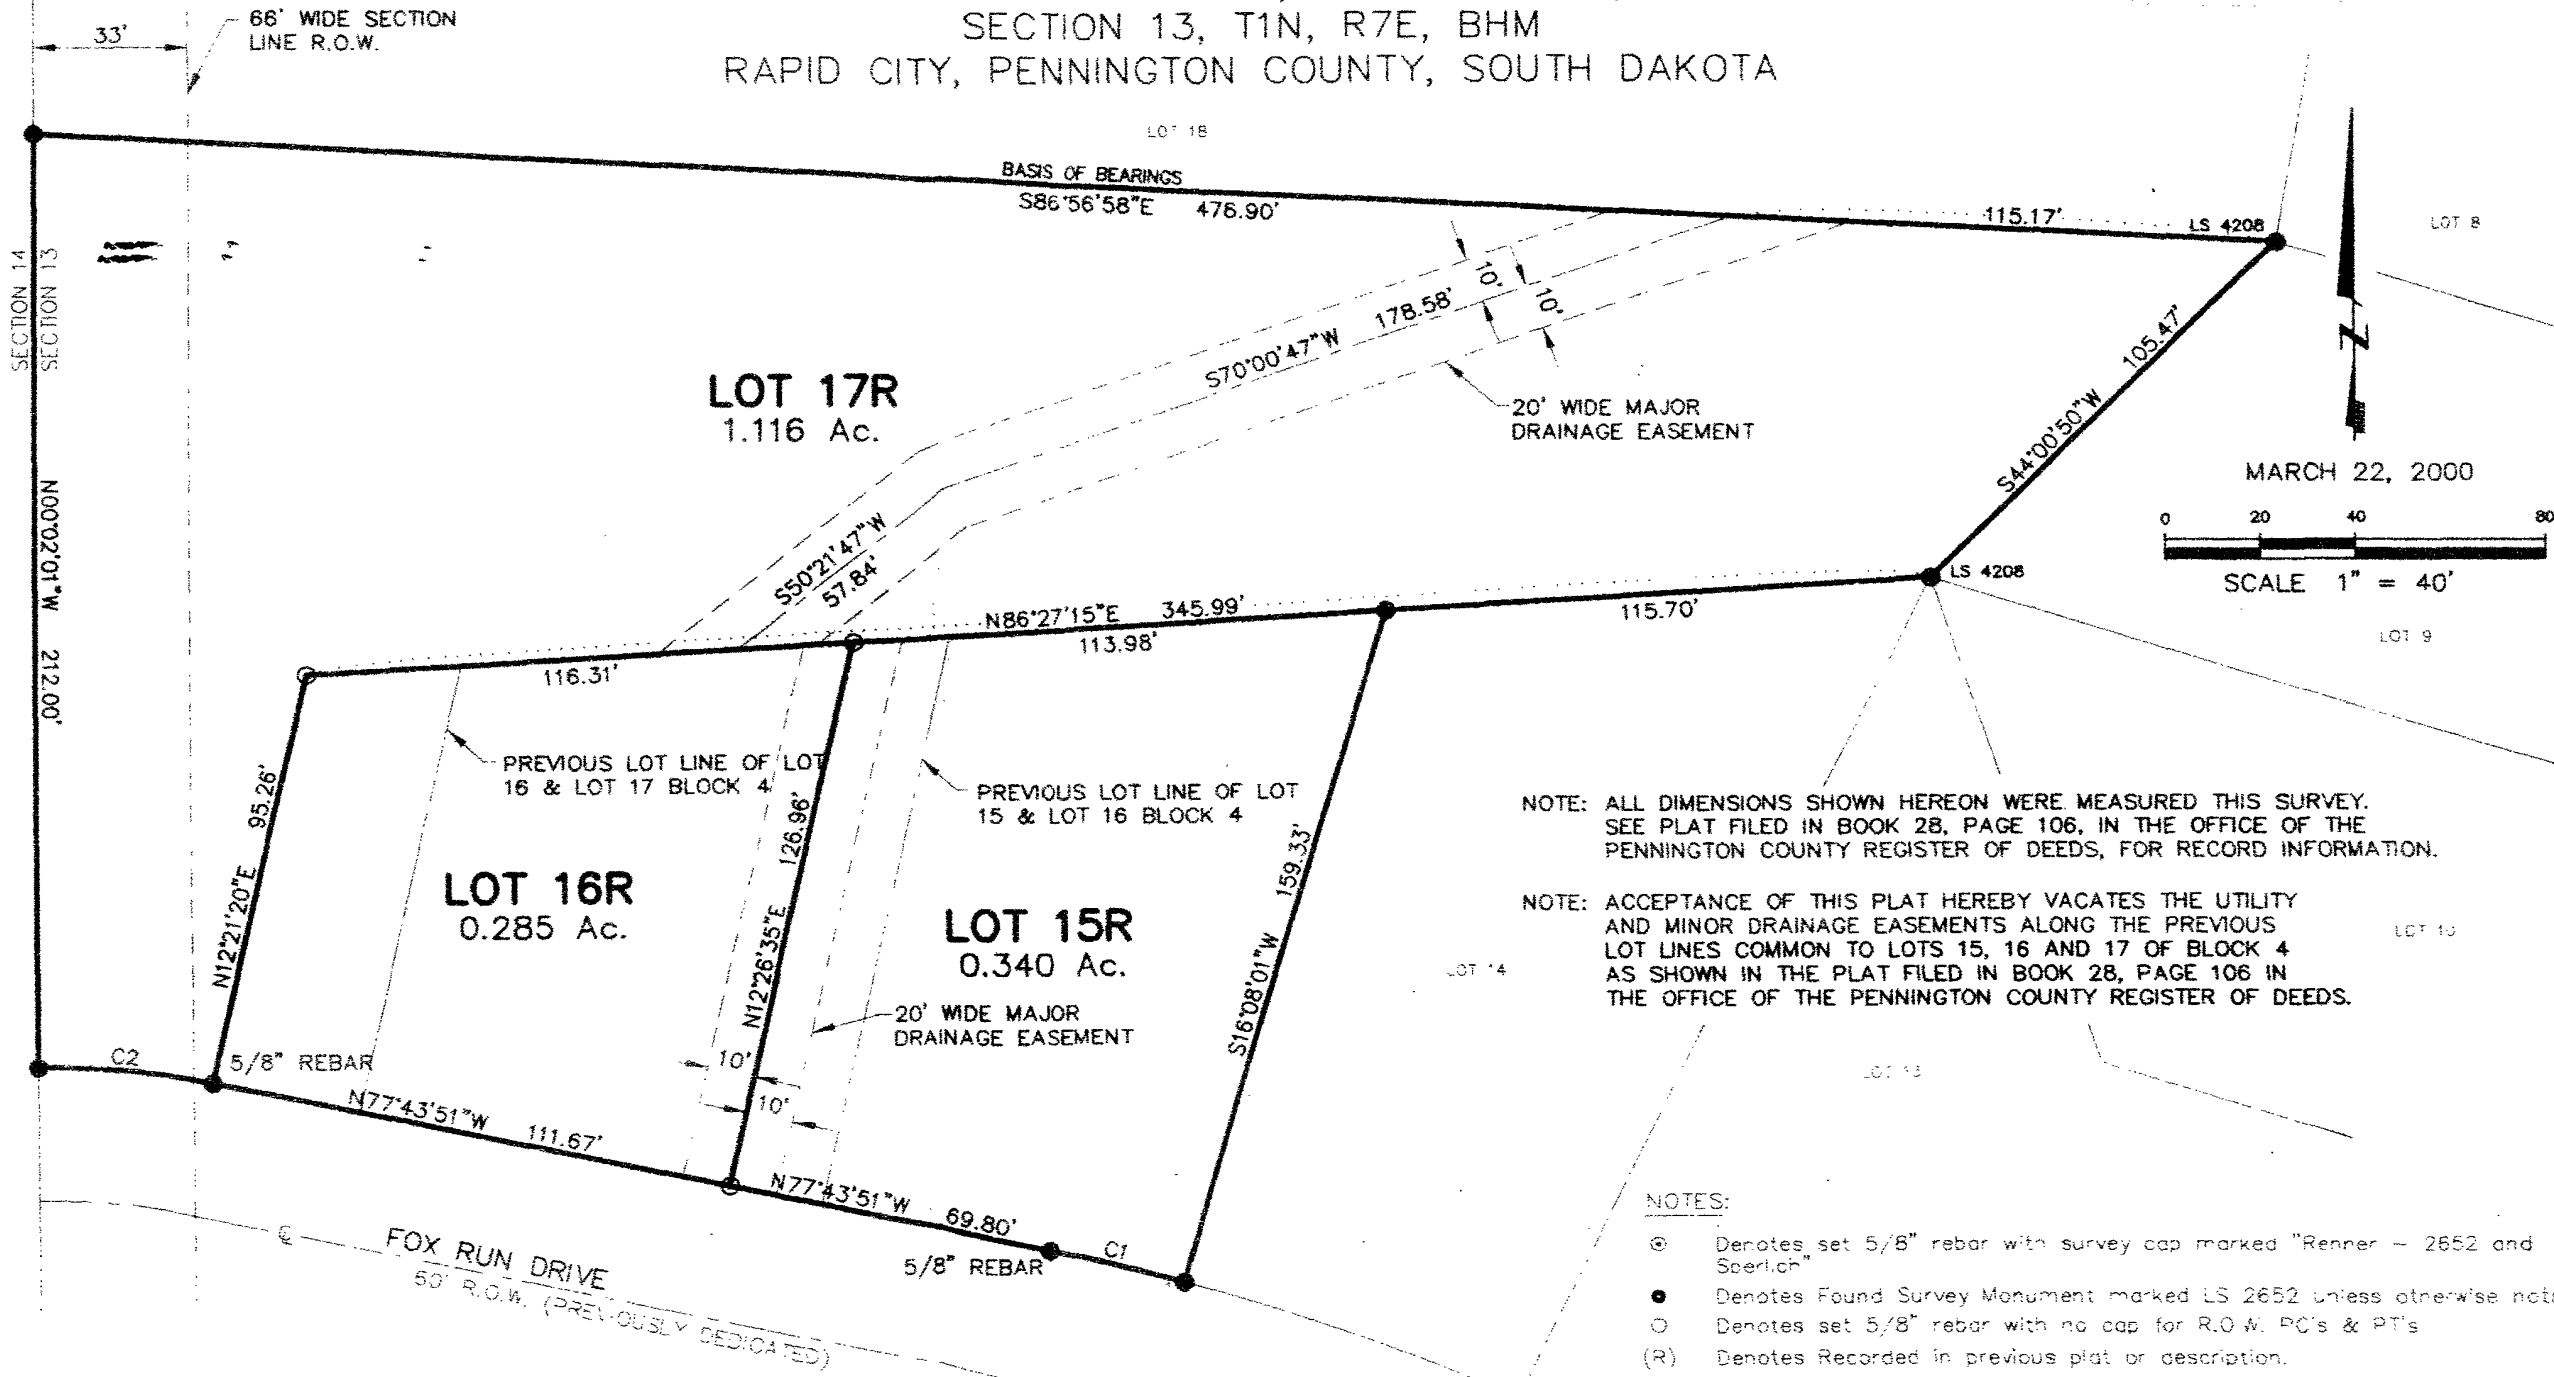 SECTION 13, T1N, R7E, BHM
RAPID CITY, PENNINGTON COUNTY, SOUTH DAKOTA
33'
66' WIDE SECTION
LINE R.O.W.
LOT 18
BASIS OF BEARINGS
S86°56'58"E 476.90'
115.17'
LS 4208
LOT 8
SECTION 14
SECTION 13
10'
10'
S70°00'47"W 178.58'
105.47'
S44°00'50"W
LOT 17R
1.116 Ac.
20' WIDE MAJOR
DRAINAGE EASEMENT
N
MARCH 22, 2000
0 20 40 80
SCALE 1" = 40'
N00°02'01"W 212.00'
S50°21'47"W
57.84'
LS 4208
N86°27'15"E 345.99'
115.70'
113.98'
116.31'
LOT 9
PREVIOUS LOT LINE OF LOT
16 & LOT 17 BLOCK 4
PREVIOUS LOT LINE OF LOT
15 & LOT 16 BLOCK 4
NOTE: ALL DIMENSIONS SHOWN HEREON WERE MEASURED THIS SURVEY.
SEE PLAT FILED IN BOOK 28, PAGE 106, IN THE OFFICE OF THE
PENNINGTON COUNTY REGISTER OF DEEDS, FOR RECORD INFORMATION.
NOTE: ACCEPTANCE OF THIS PLAT HEREBY VACATES THE UTILITY
AND MINOR DRAINAGE EASEMENTS ALONG THE PREVIOUS
LOT LINES COMMON TO LOTS 15, 16 AND 17 OF BLOCK 4
AS SHOWN IN THE PLAT FILED IN BOOK 28, PAGE 106 IN
THE OFFICE OF THE PENNINGTON COUNTY REGISTER OF DEEDS.
N12°21'20"E 95.26'
LOT 16R
0.285 Ac.
N12°26'35"E 126.96'
LOT 15R
0.340 Ac.
S16°08'01"W 159.33'
LOT 14
LOT 10
20' WIDE MAJOR
DRAINAGE EASEMENT
10'
10'
C2
5/8" REBAR
LOT 13
N77°43'51"W 111.67'
N77°43'51"W 69.80'
C1
5/8" REBAR
FOX RUN DRIVE
60' R.O.W. (PREVIOUSLY DEDICATED)
NOTES:
Denotes set 5/8" rebar with survey cap marked "Renner – 2652 and
Sperlich"
Denotes Found Survey Monument marked LS 2652 unless otherwise
Denotes set 5/8" rebar with no cap for R.O.W. PC's & PT's
(R) Denotes Recorded in previous plat or description.